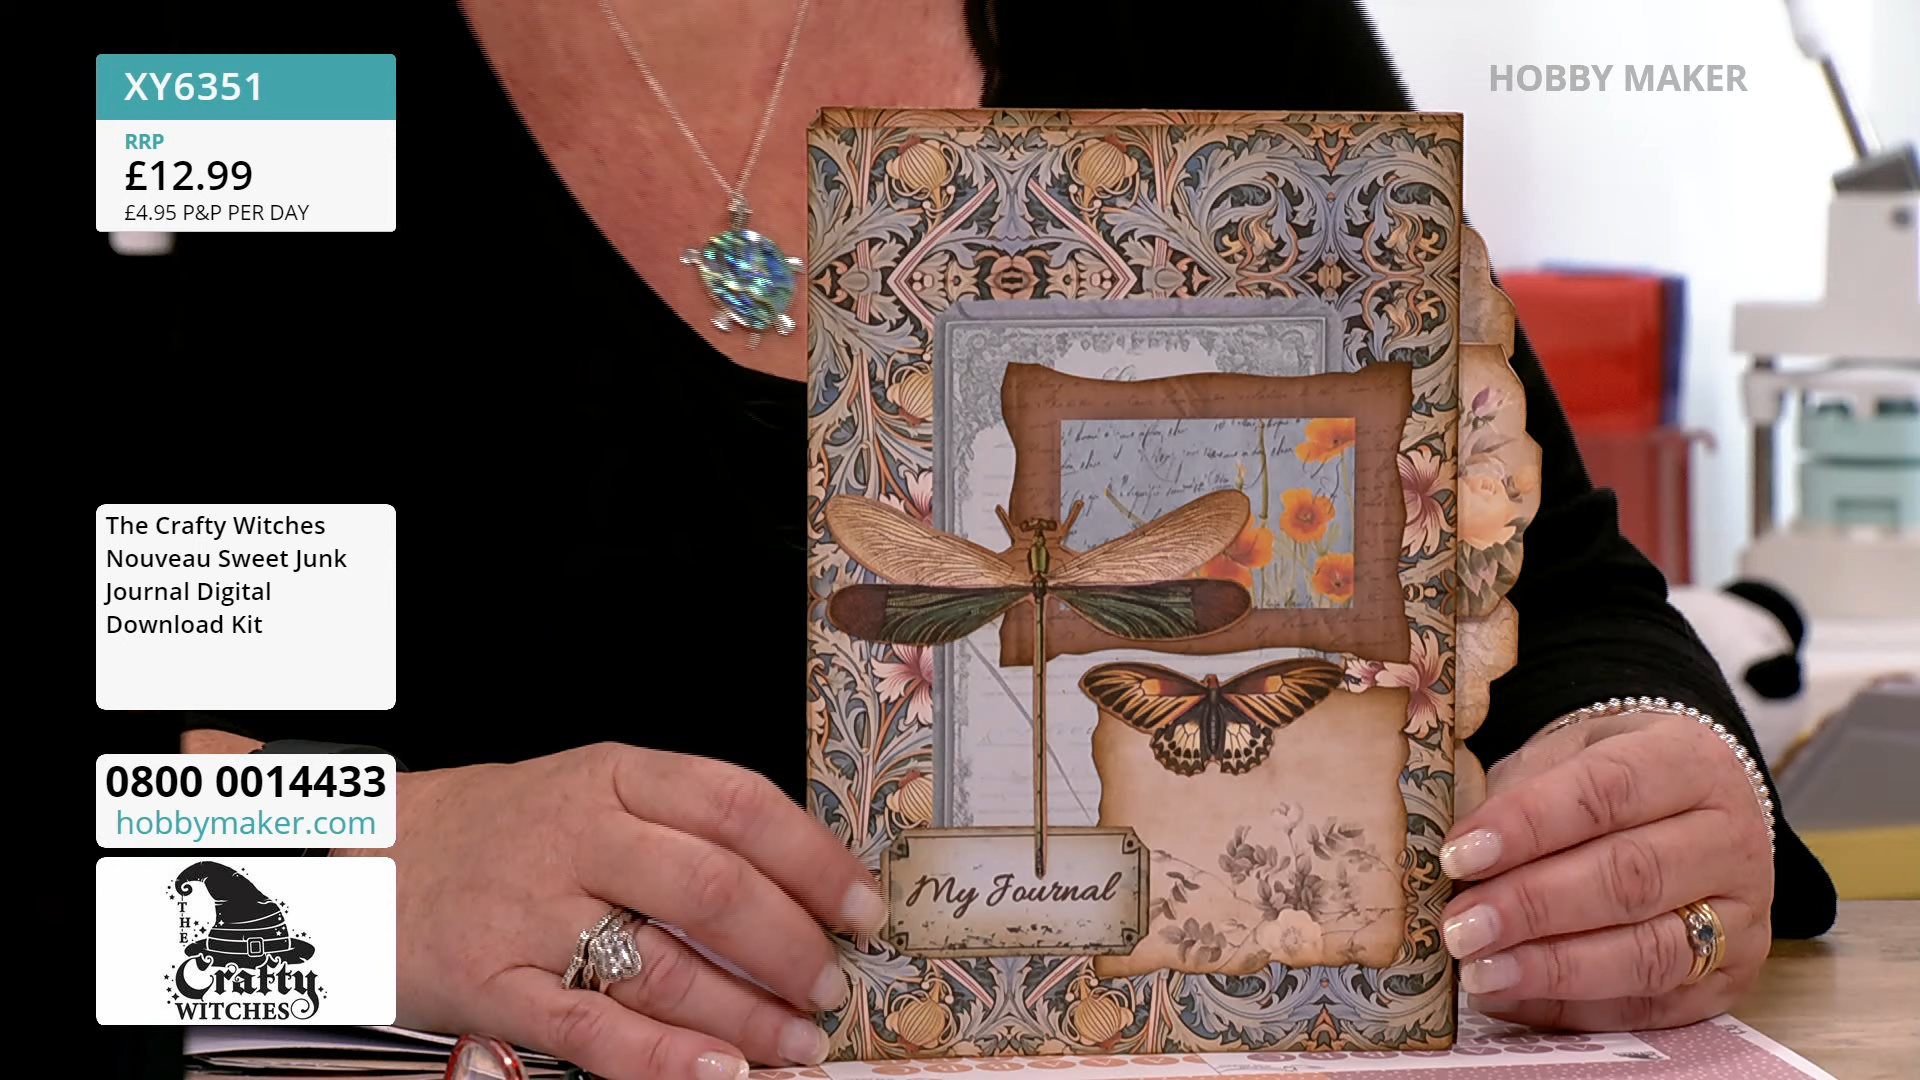 XY6351
RRP
£12.99
£4.95 P&P PER DAY
HOBBY MAKER
The Crafty Witches
Nouveau Sweet Junk
Journal Digital
Download Kit
0800 0014433
hobbymaker.com
THE
Crafty
WITCHES
My Journal